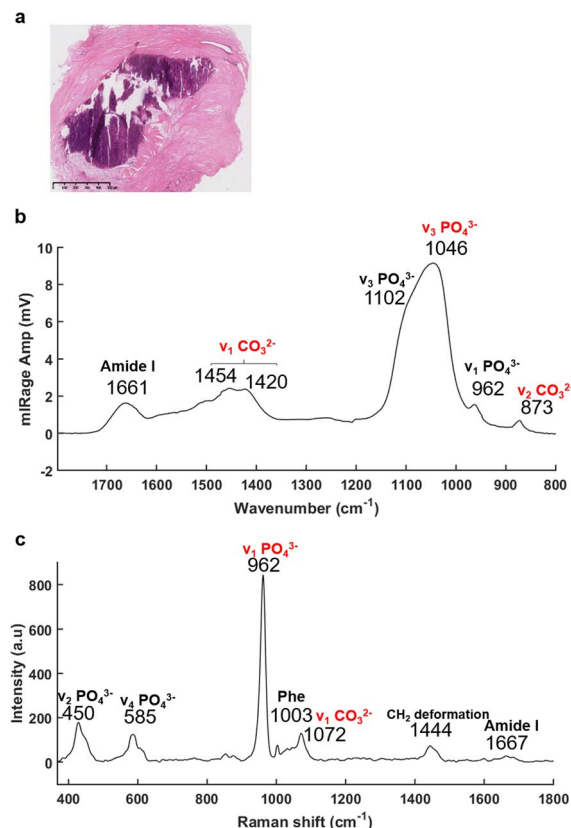 a
b
v₃ PO₄³⁻
1046
v₃ PO₄³⁻
1102
v₁ CO₃²⁻
Amide I
1661
1454
1420
v₁ PO₄³⁻
962
v₂ CO₃²⁻
873
10
8
6
4
2
0
-2
mIRage Amp (mV)
1700 1600 1500 1400 1300 1200 1100 1000 900 800
Wavenumber (cm⁻¹)
c
v₁ PO₄³⁻
962
v₂ PO₄³⁻
450
v₄ PO₄³⁻
585
Phe
1003
v₁ CO₃²⁻
1072
CH₂ deformation
1444
Amide I
1667
800
600
400
200
0
Intensity (a.u)
400 600 800 1000 1200 1400 1600 1800
Raman shift (cm⁻¹)